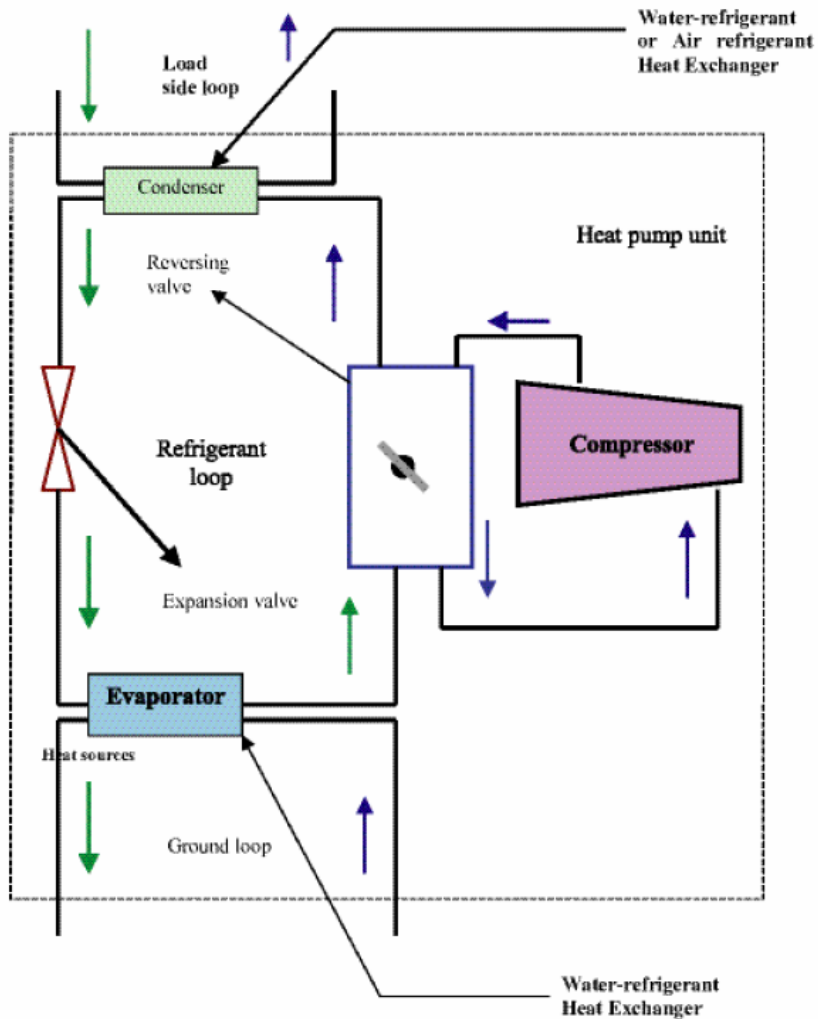 Water-refrigerant
or Air refrigerant
Heat Exchanger
Load
side loop
Condenser
Heat pump unit
Reversing
valve
Compressor
Refrigerant
loop
Expansion valve
Evaporator
Heat sources
Ground loop
Water-refrigerant
Heat Exchanger